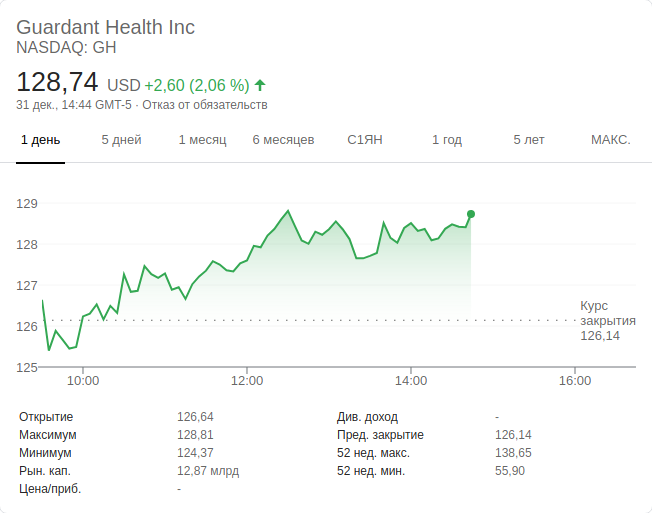 Guardant Health Inc
NASDAQ: GH
128,74 USD +2,60 (2,06 %)
31 дек., 14:44 GMT-5 · Отказ от обязательств
1 день 5 дней 1 месяц 6 месяцев С1ЯН 1 год 5 лет МАКС.
129
128
127
126
125
Курс
закрытия
126,14
10:00 12:00 14:00 16:00
Открытие 126,64 Див. доход -
Максимум 128,81 Пред. закрытие 126,14
Минимум 124,37 52 нед. макс. 138,65
Рын. кап. 12,87 млрд 52 нед. мин. 55,90
Цена/приб. -